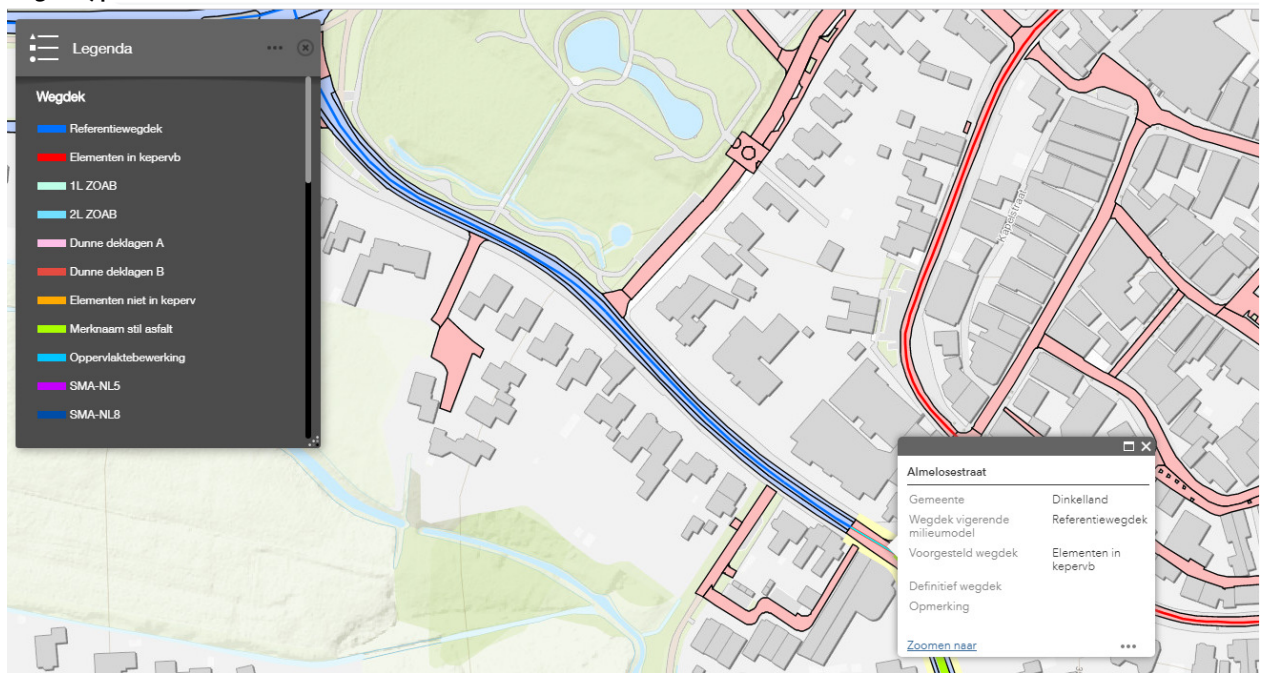 Legenda
Wegdek
Referentiewegdek
Elementen in kepervb
1L ZOAB
2L ZOAB
Dunne deklagen A
Dunne deklagen B
Elementen niet in keperv
Merknaam stil asfalt
Oppervlaktebewerking
SMA-NL5
SMA-NL8
Kapelstraat
Almelosestraat
Gemeente Dinkelland
Wegdek vigerende Referentiewegdek
milieumodel
Voorgesteld wegdek Elementen in
kepervb
Definitief wegdek
Opmerking
Zoomen naar